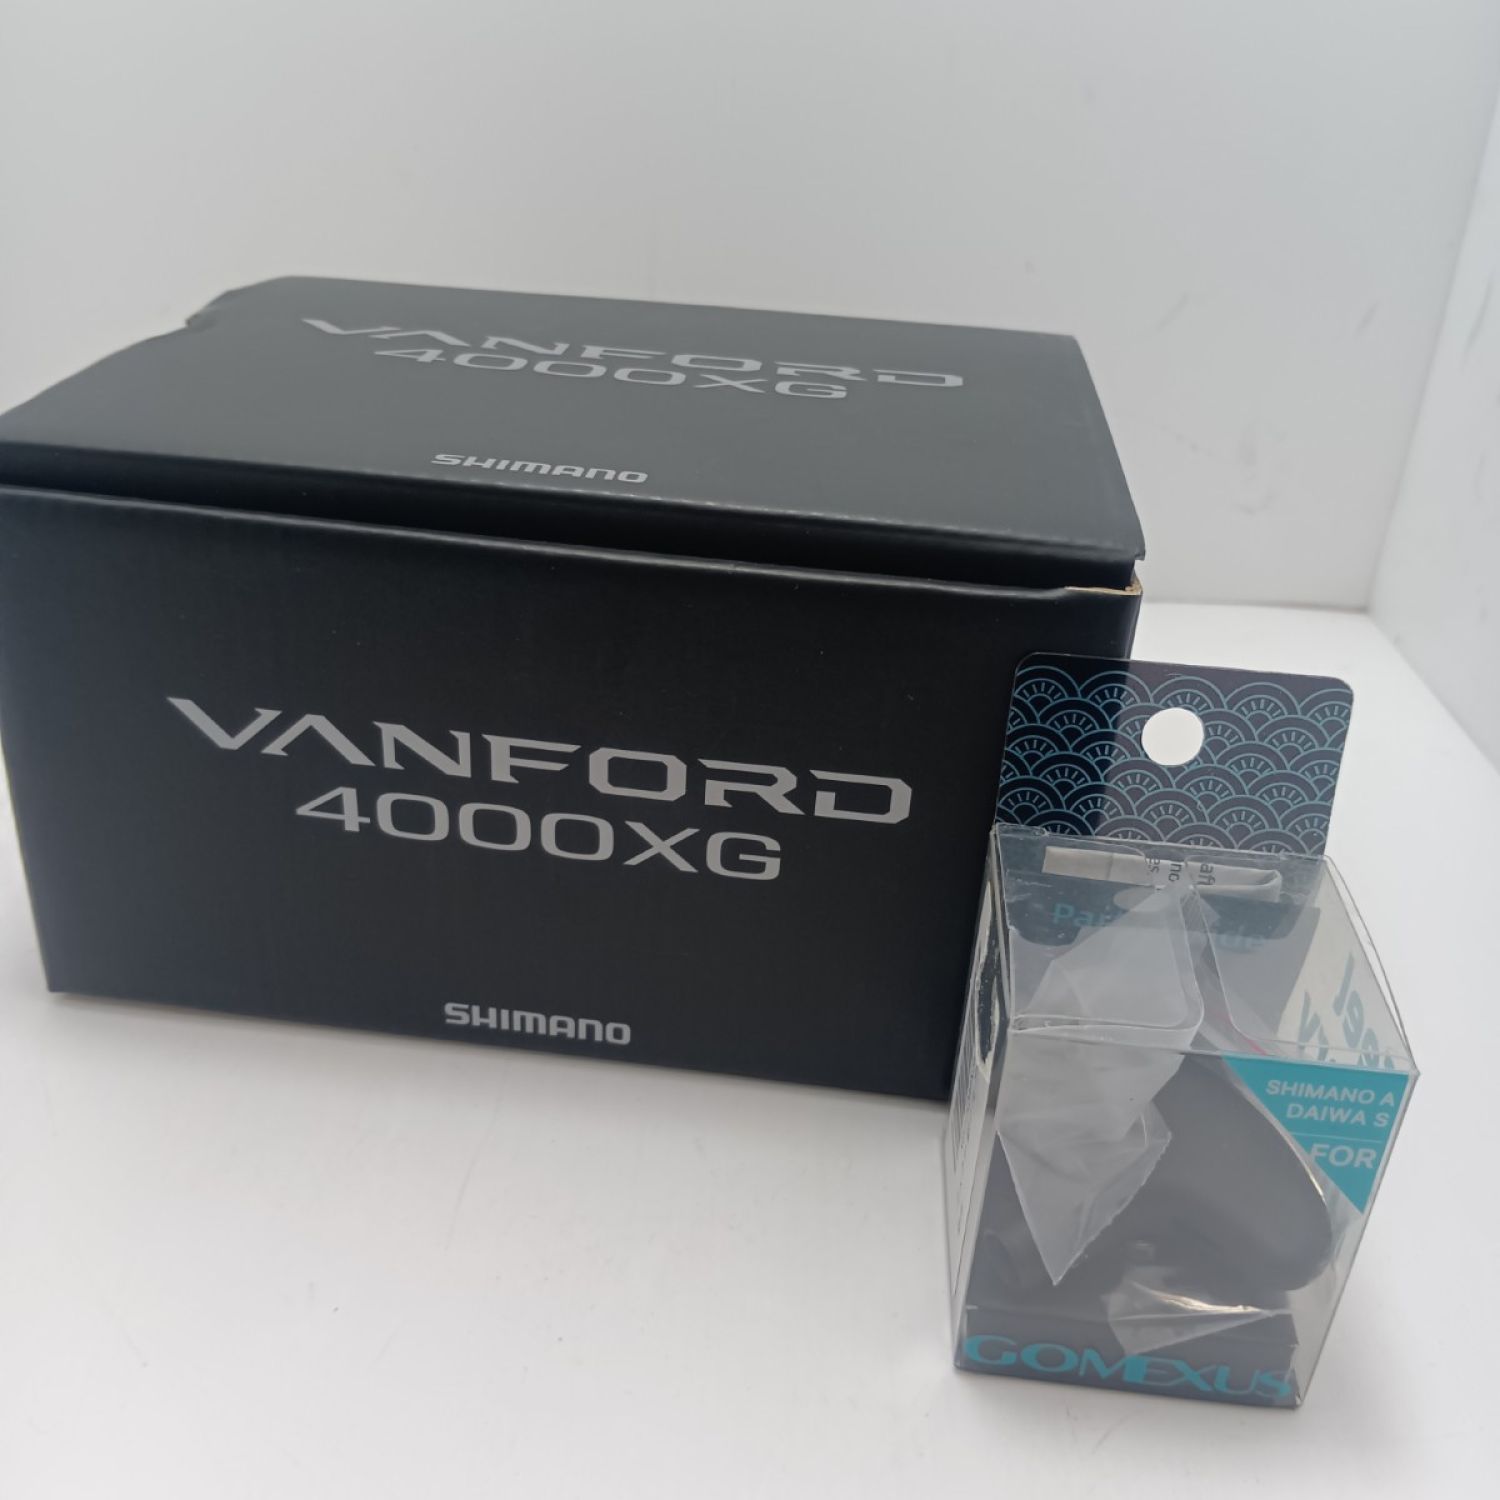 VANFORD
4000XG
SHIMANO
VANFORD
4000XG
SHIMANO
SHIMANO A
DAIWA S
FOR
GOMEXUS